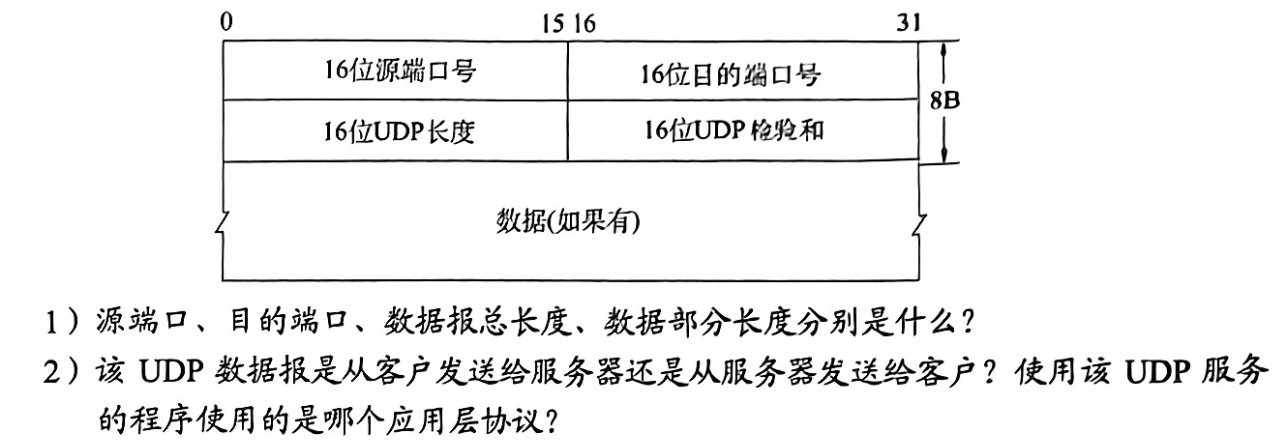 0 15 16 31
16位源端口号 16位目的端口号
8B
16位UDP长度 16位UDP检验和
数据(如果有)
1）源端口、目的端口、数据报总长度、数据部分长度分别是什么？
2）该 UDP 数据报是从客户发送给服务器还是从服务器发送给客户？使用该 UDP 服务
的程序使用的是哪个应用层协议？